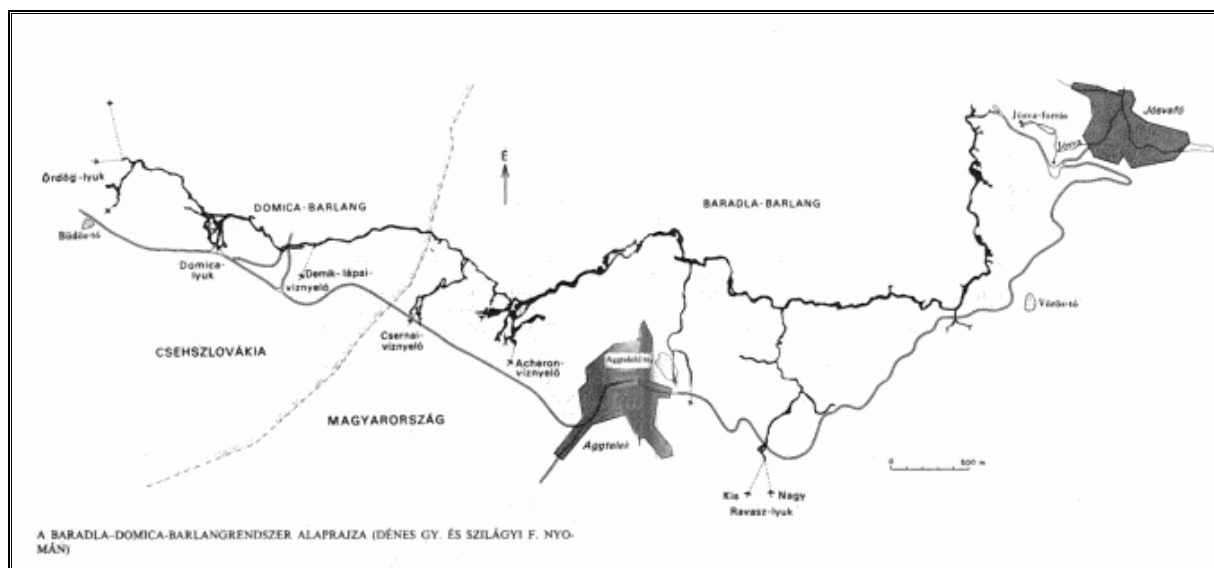 Jósvafő
Jósva-forrás
Jósva
É
Ördög-lyuk
DOMICA-BARLANG
BARADLA-BARLANG
Büdös-tó
Domica-
lyuk
Demik-lápai-
víznyelő
Vörös-tó
Csernai-
víznyelő
CSEHSZLOVÁKIA
Acheron-
víznyelő
Aggteleki-tó
MAGYARORSZÁG
Aggtelek
0 500 m
Kis Nagy
Ravasz-lyuk
A BARADLA–DOMICA-BARLANGRENDSZER ALAPRAJZA (DÉNES GY. ÉS SZILÁGYI F. NYO-
MÁN)